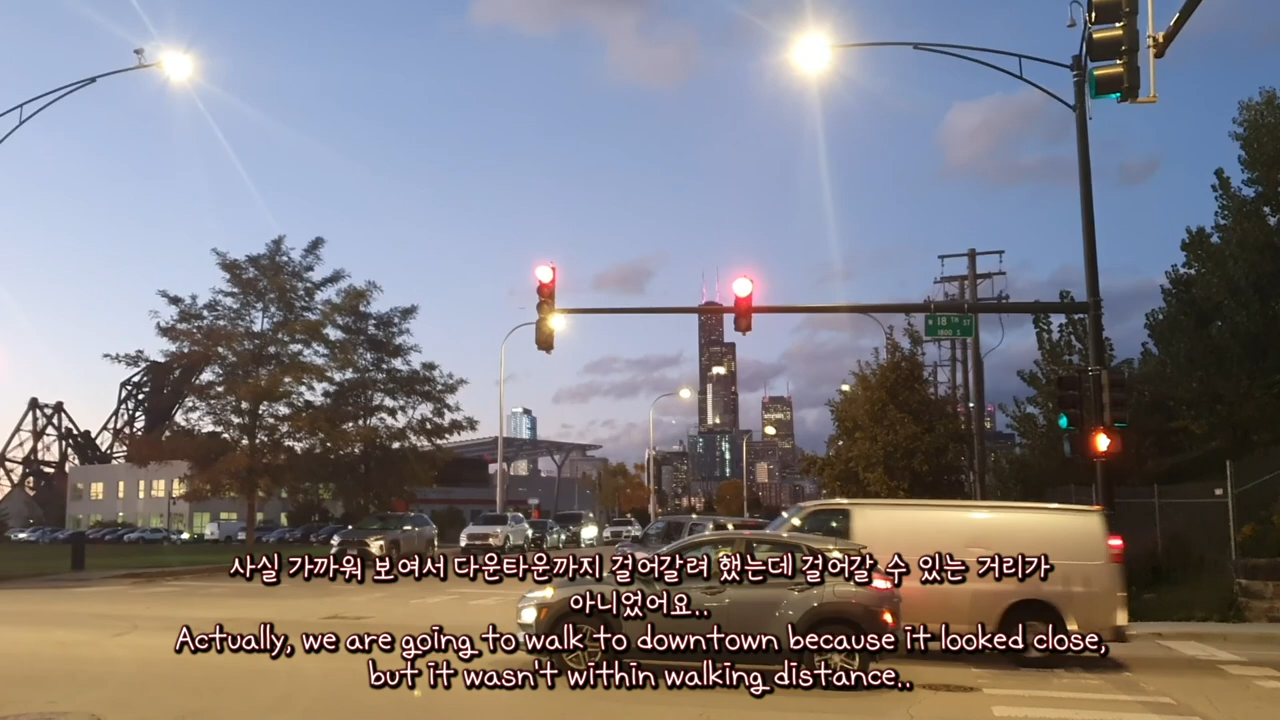 W 18TH ST
1800 S
사실 가까워 보여서 다운타운까지 걸어갈려 했는데 걸어갈 수 있는 거리가
아니었어요..
Actually, we are going to walk to downtown because it looked close,
but it wasn't within walking distance..